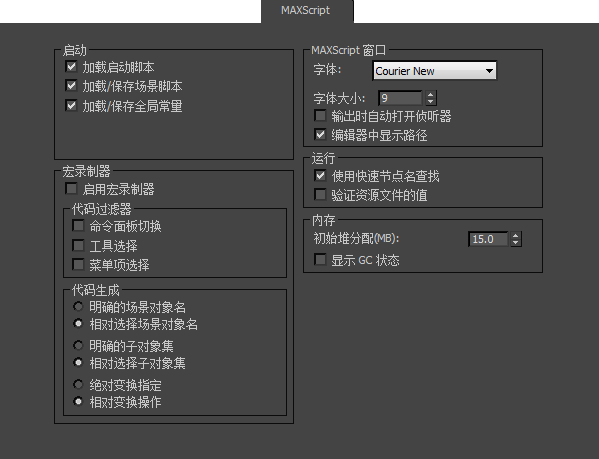 MAXScript
启动
加载启动脚本
加载/保存场景脚本
加载/保存全局常量
宏录制器
启用宏录制器
代码过滤器
命令面板切换
工具选择
菜单项选择
代码生成
明确的场景对象名
相对选择场景对象名
明确的子对象集
相对选择子对象集
绝对变换指定
相对变换操作
MAXScript 窗口
字体: Courier New
字体大小: 9
输出时自动打开侦听器
编辑器中显示路径
运行
使用快速节点名查找
验证资源文件的值
内存
初始堆分配(MB): 15.0
显示 GC 状态